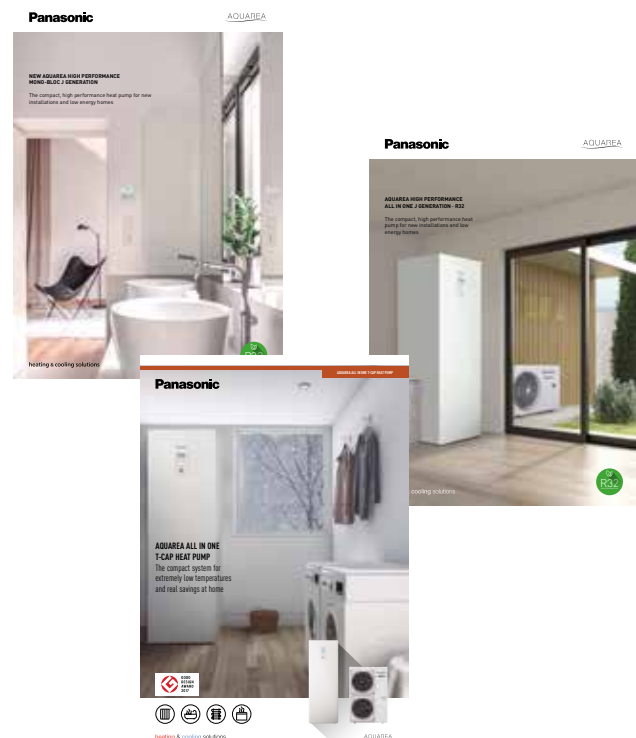 Panasonic
AQUAREA
NEW AQUAREA HIGH PERFORMANCE
MONO-BLOC J GENERATION
The compact, high performance heat pump for new
installations and low energy homes
heating & cooling solutions
Panasonic
AQUAREA
AQUAREA HIGH PERFORMANCE
ALL IN ONE J GENERATION - R32
The compact, high performance heat
pump for new installations and low
energy homes
R32
cooling solutions
AQUAREA ALL IN ONE T-CAP HEAT PUMP
Panasonic
AQUAREA ALL IN ONE
T-CAP HEAT PUMP
The compact system for
extremely low temperatures
and real savings at home
GOOD
DESIGN
AWARD
2017
heating & cooling solutions
AQUAREA